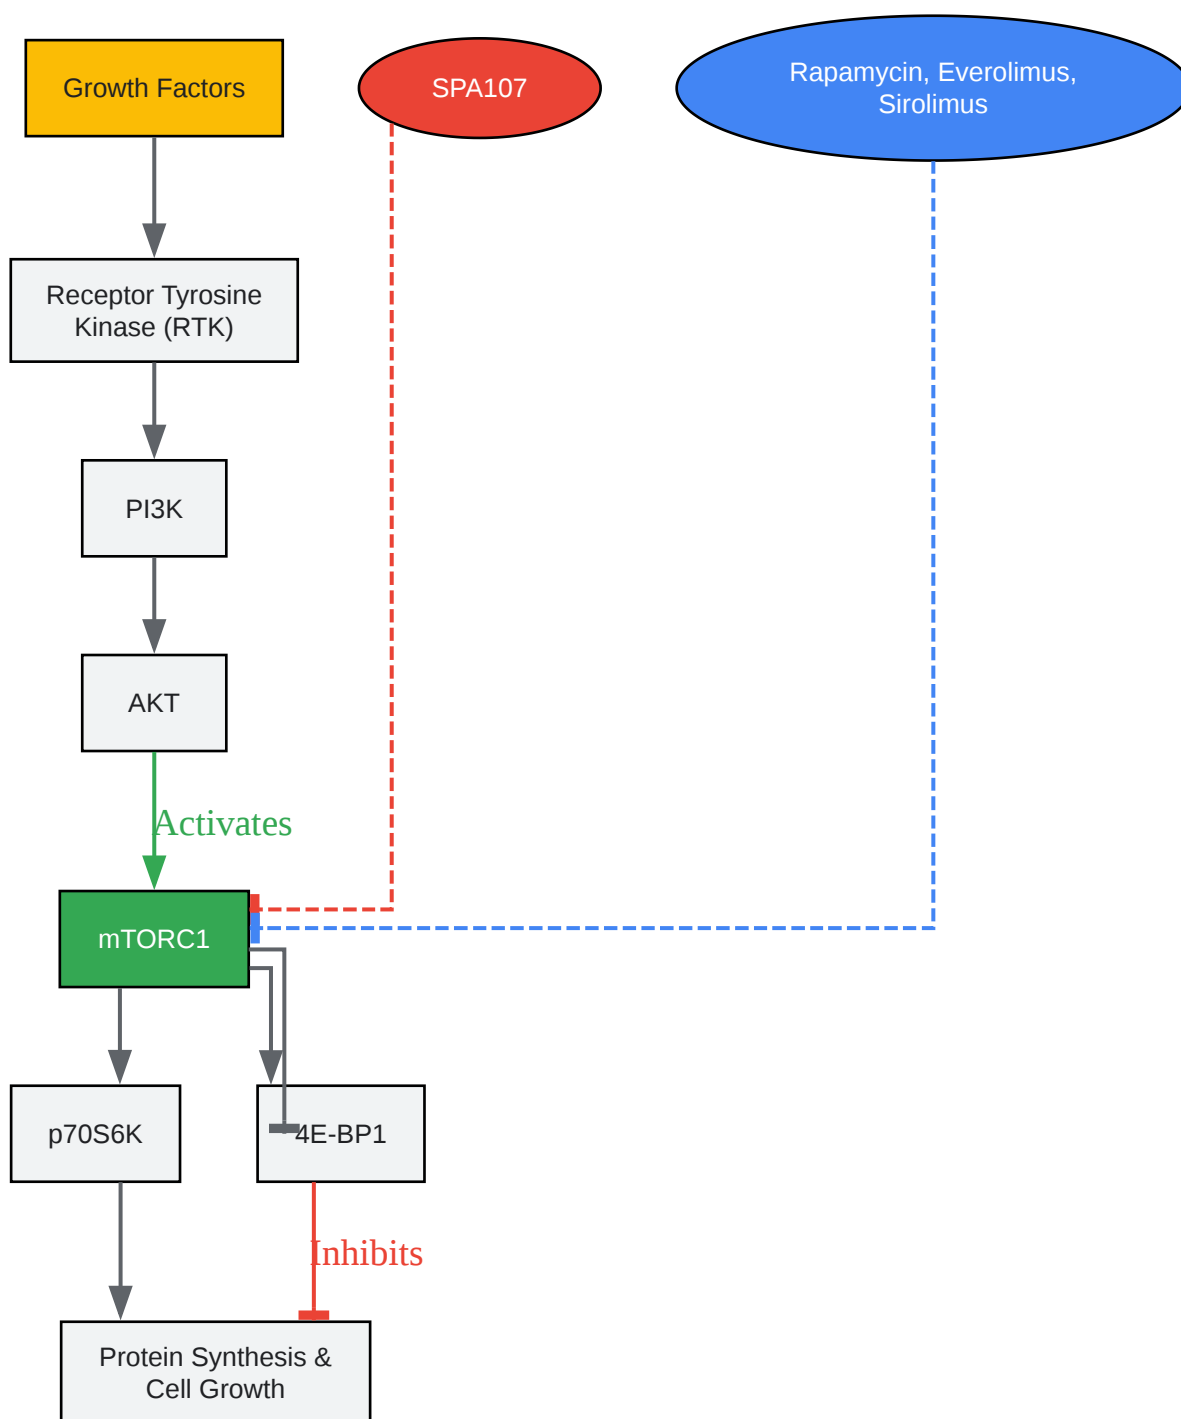 Growth Factors
SPA107
Rapamycin, Everolimus,
Sirolimus
Receptor Tyrosine
Kinase (RTK)
PI3K
AKT
Activates
mTORC1
p70S6K
4E-BP1
Inhibits
Protein Synthesis &
Cell Growth